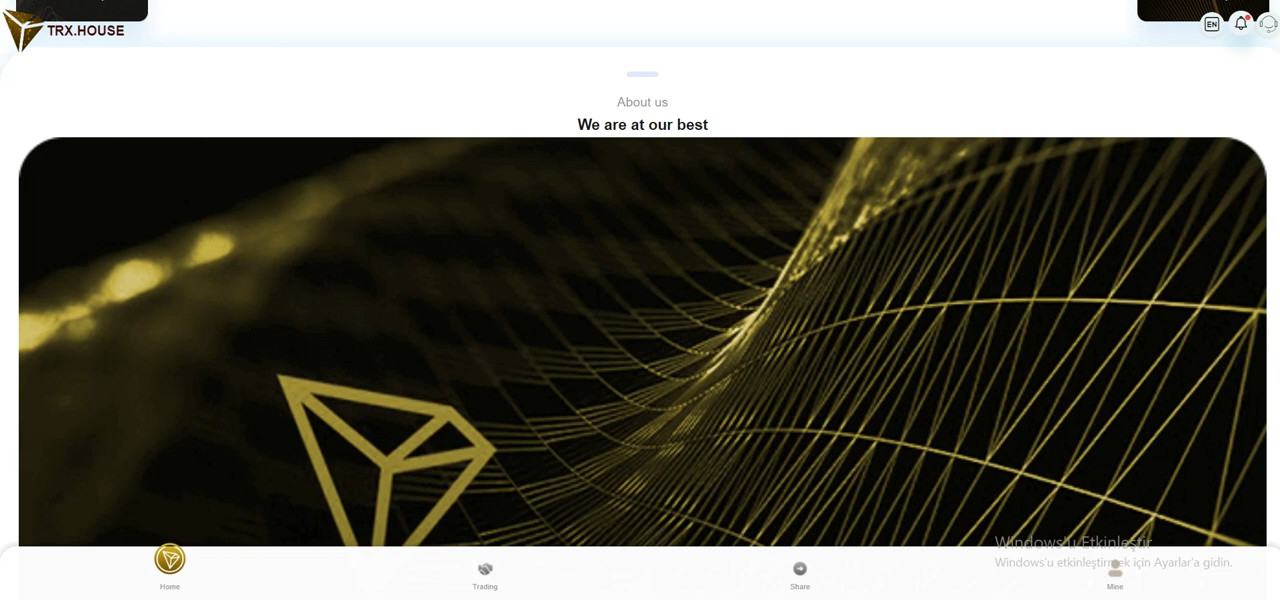 TRX.HOUSE
EN
About us
We are at our best
Windows'u Etkinleştir
Windows'u etkinleştirmek için Ayarlar'a gidin.
Home
Trading
Share
Mine